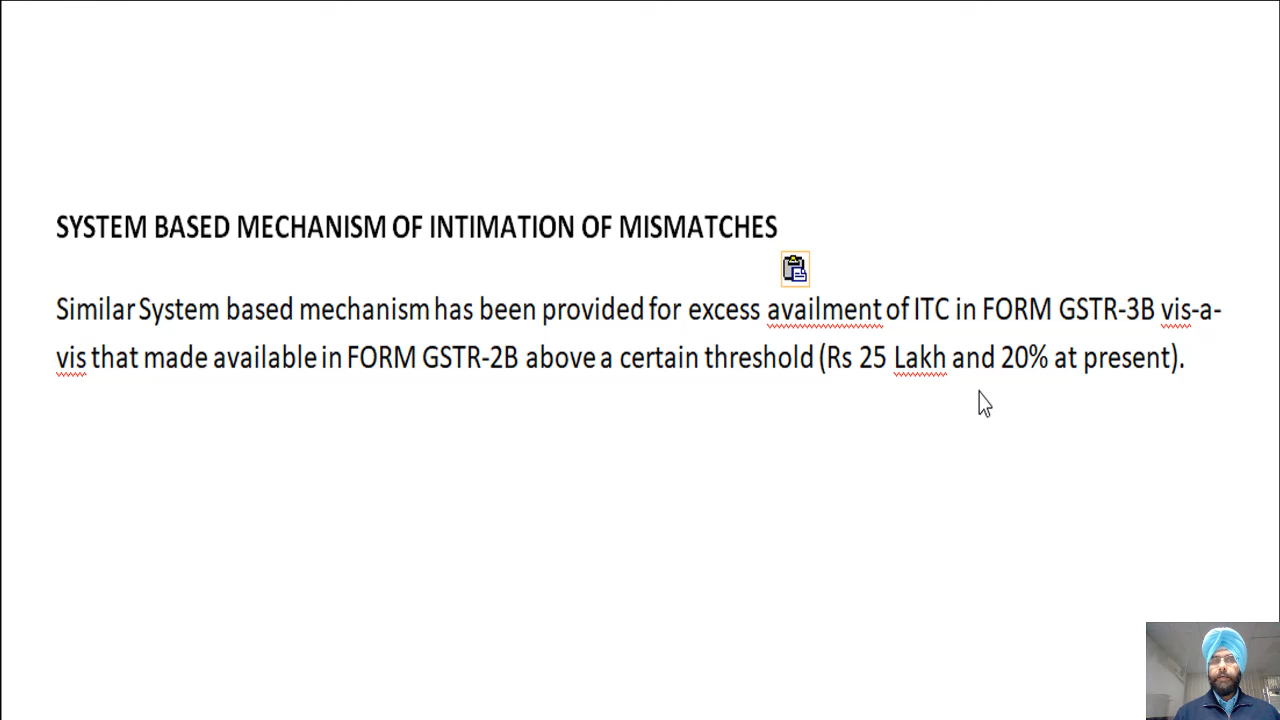 SYSTEM BASED MECHANISM OF INTIMATION OF MISMATCHES
Similar System based mechanism has been provided for excess availment of ITC in FORM GSTR-3B vis-a-
vis that made available in FORM GSTR-2B above a certain threshold (Rs 25 Lakh and 20% at present).